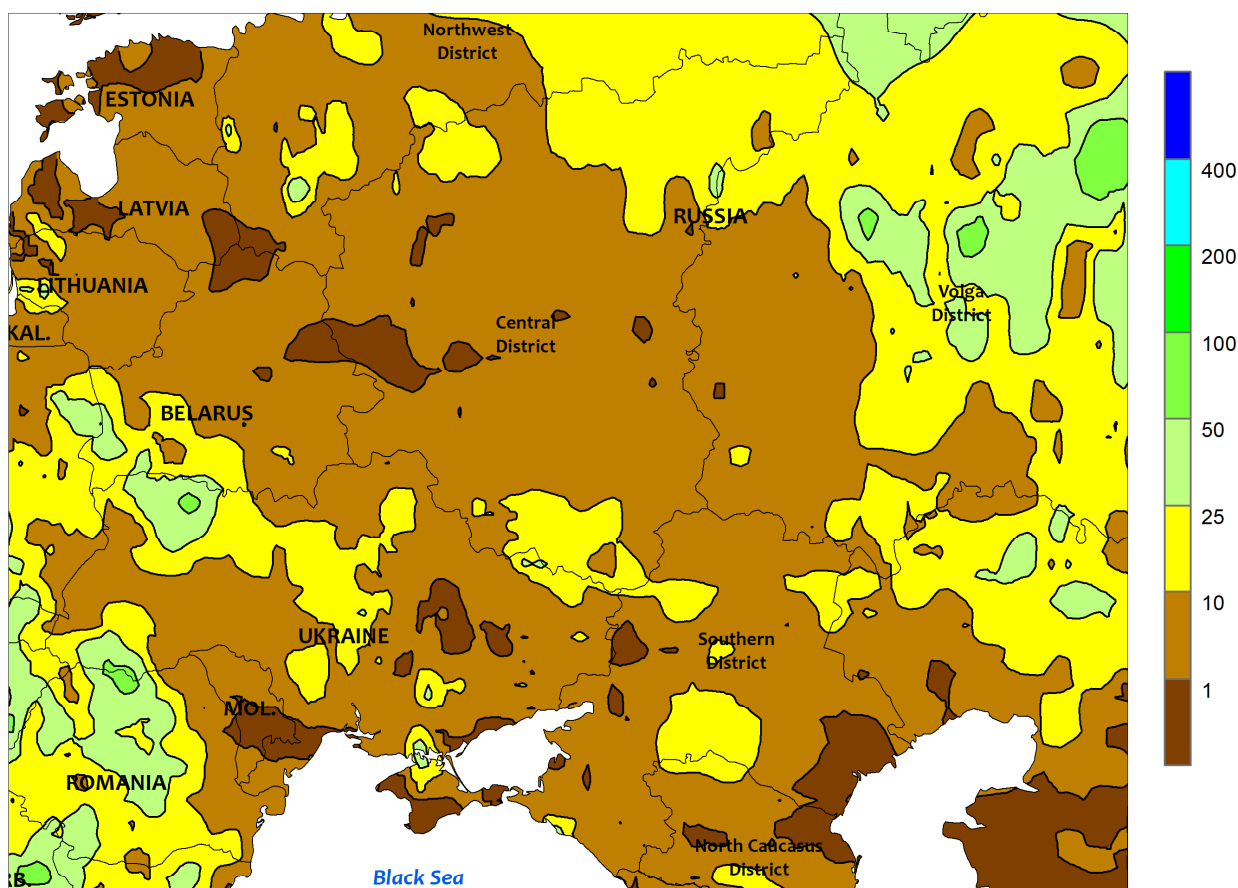 Northwest
District
ESTONIA
LATVIA
RUSSIA
LITHUANIA
Volga
District
KAL.
Central
District
BELARUS
UKRAINE
Southern
District
MOL.
ROMANIA
North Caucasus
District
RB.
Black Sea
400
200
100
50
25
10
1